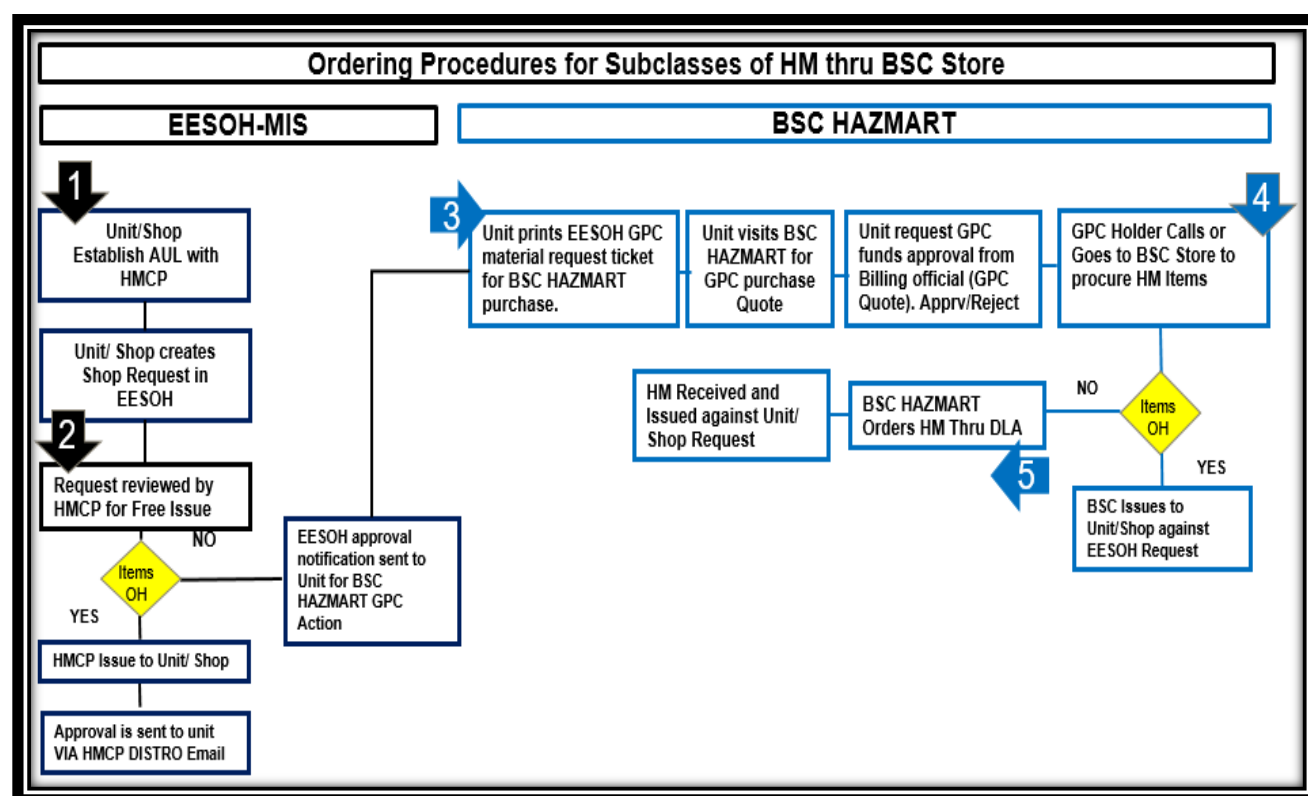 Ordering Procedures for Subclasses of HM thru BSC Store
EESOH-MIS
BSC HAZMART
1
Unit/Shop
Establish AUL with
HMCP
Unit/ Shop creates
Shop Request in
EESOH
2
Request reviewed by
HMCP for Free Issue
NO
Items
OH
YES
HMCP Issue to Unit/ Shop
Approval is sent to unit
VIA HMCP DISTRO Email
EESOH approval
notification sent to
Unit for BSC
HAZMART GPC
Action
3
Unit prints EESOH GPC
material request ticket
for BSC HAZMART
purchase.
Unit visits BSC
HAZMART for
GPC purchase
Quote
Unit request GPC
funds approval from
Billing official (GPC
Quote). Apprv/Reject
4
GPC Holder Calls or
Goes to BSC Store to
procure HM Items
Items
OH
NO
BSC HAZMART
Orders HM Thru DLA
5
HM Received and
Issued against Unit/
Shop Request
YES
BSC Issues to
Unit/Shop against
EESOH Request